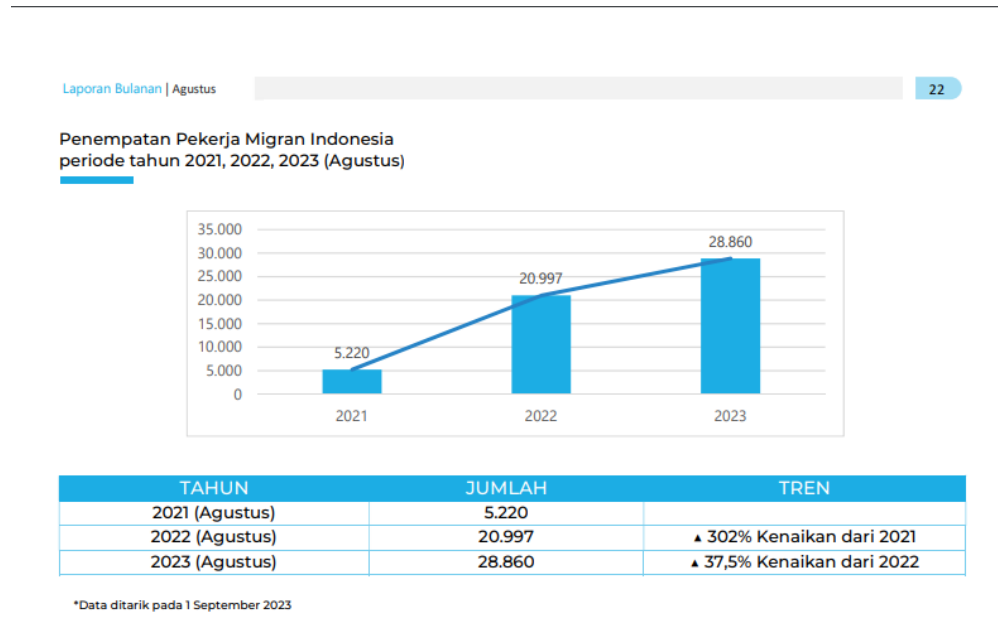 Laporan Bulanan | Agustus
22
Penempatan Pekerja Migran Indonesia
periode tahun 2021, 2022, 2023 (Agustus)
35.000
30.000
25.000
20.000
15.000
10.000
5.000
0
5.220
20.997
28.860
2021 2022 2023
TAHUN JUMLAH TREN
2021 (Agustus) 5.220
2022 (Agustus) 20.997 ▲ 302% Kenaikan dari 2021
2023 (Agustus) 28.860 ▲ 37,5% Kenaikan dari 2022
*Data ditarik pada 1 September 2023